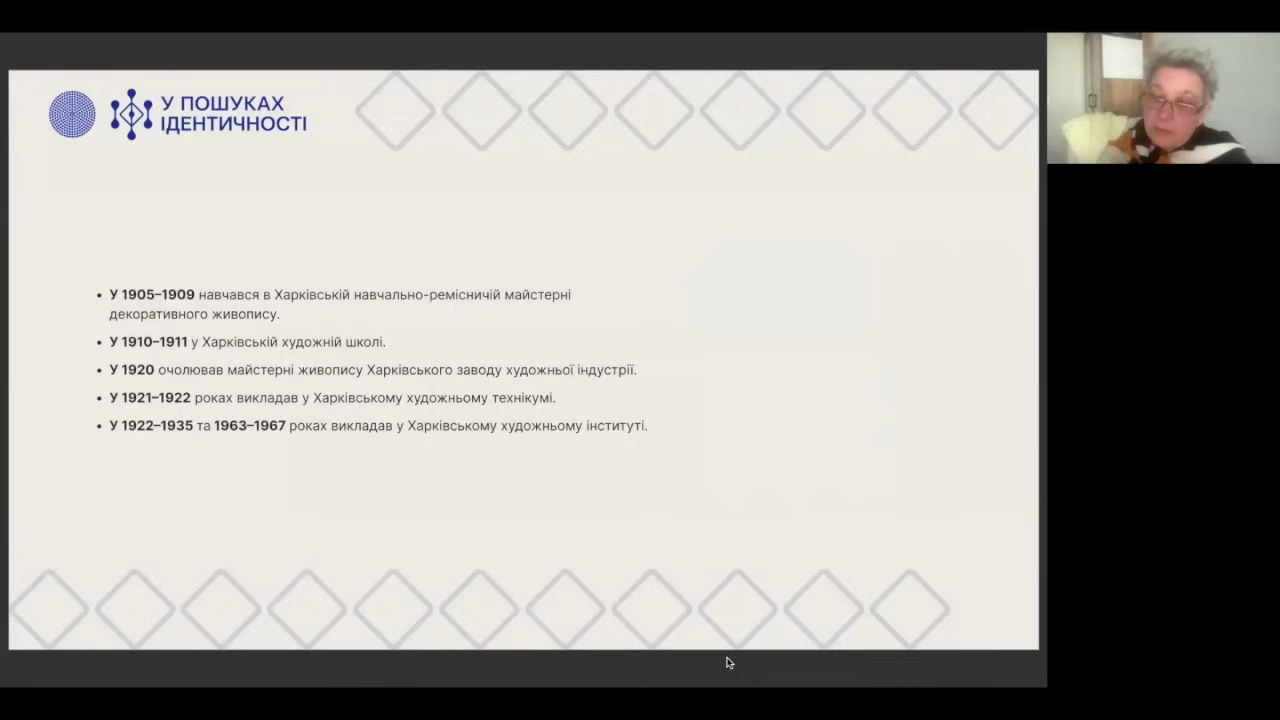 У ПОШУКАХ
ІДЕНТИЧНОСТІ
• У 1905–1909 навчався в Харківській навчально-ремісничій майстерні
декоративного живопису.
• У 1910–1911 у Харківській художній школі.
• У 1920 очолював майстерні живопису Харківського заводу художньої індустрії.
• У 1921–1922 роках викладав у Харківському художньому технікумі.
• У 1922–1935 та 1963–1967 роках викладав у Харківському художньому інституті.